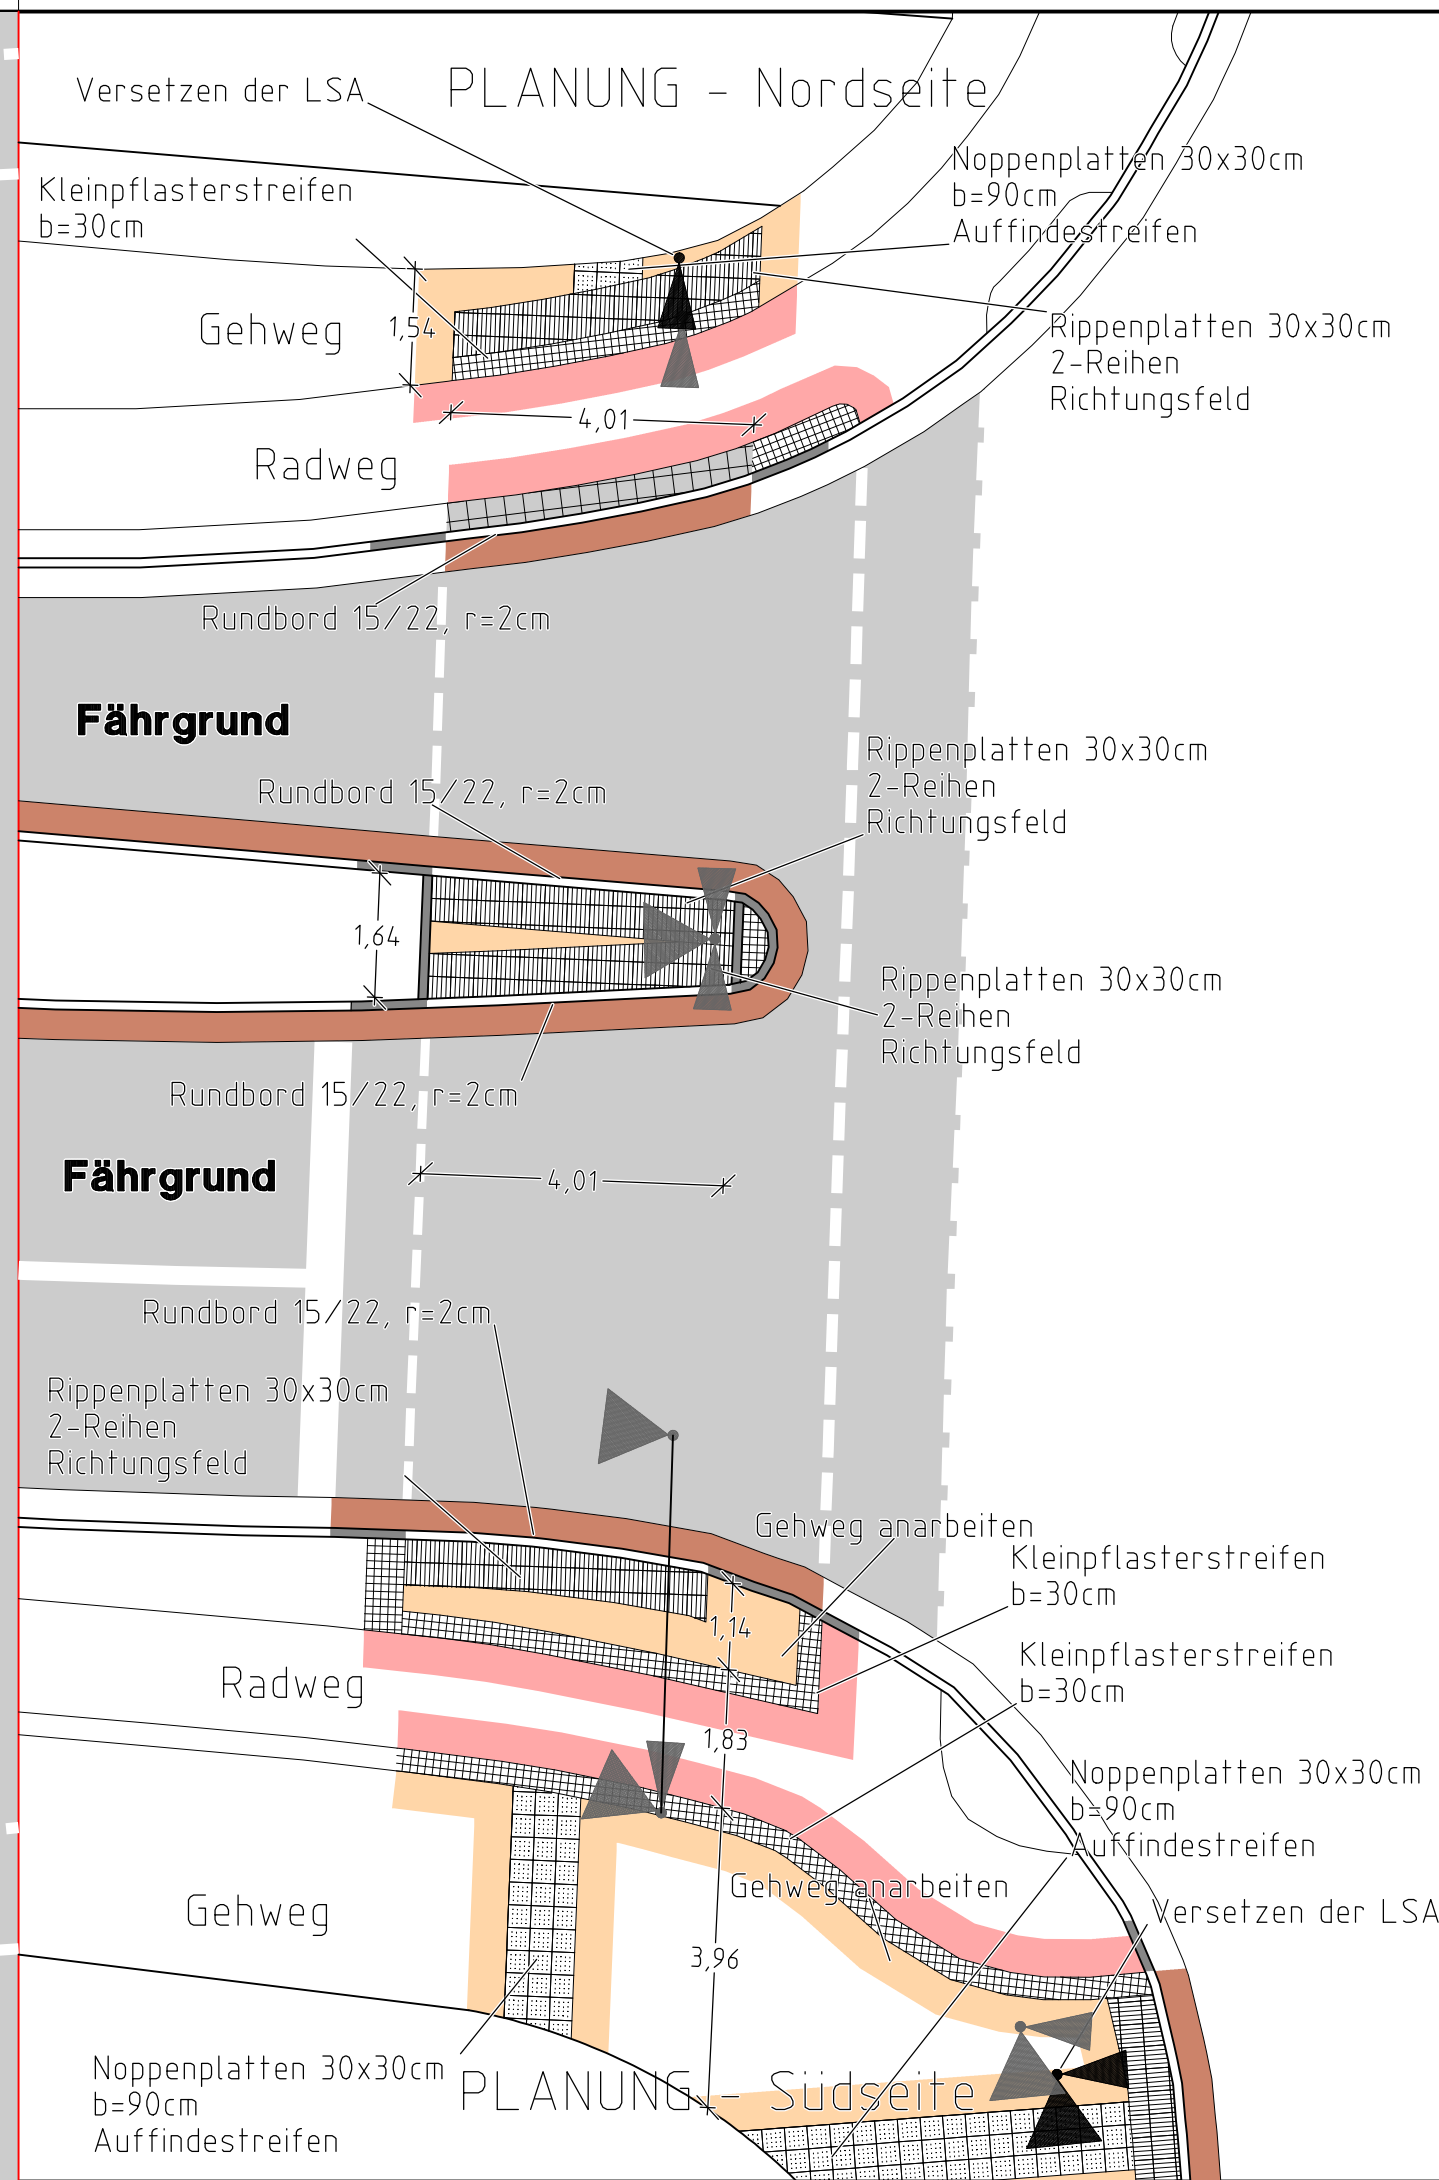 PLANUNG - Nordseite
Versetzen der LSA
Noppenplatten 30x30cm
b=90cm
Auffindestreifen
Kleinpflasterstreifen
b=30cm
Gehweg
1,54
Rippenplatten 30x30cm
2-Reihen
Richtungsfeld
4,01
Radweg
Rundbord 15/22, r=2cm
Fährgrund
Rippenplatten 30x30cm
2-Reihen
Richtungsfeld
Rundbord 15/22, r=2cm
1,64
Rippenplatten 30x30cm
2-Reihen
Richtungsfeld
Rundbord 15/22, r=2cm
Fährgrund
4,01
Rundbord 15/22, r=2cm
Rippenplatten 30x30cm
2-Reihen
Richtungsfeld
Gehweg anarbeiten
Kleinpflasterstreifen
b=30cm
1,14
Kleinpflasterstreifen
b=30cm
Radweg
1,83
Noppenplatten 30x30cm
b=90cm
Auffindestreifen
Gehweg anarbeiten
Gehweg
Versetzen der LSA
3,96
Noppenplatten 30x30cm
b=90cm
Auffindestreifen
PLANUNG - Südseite